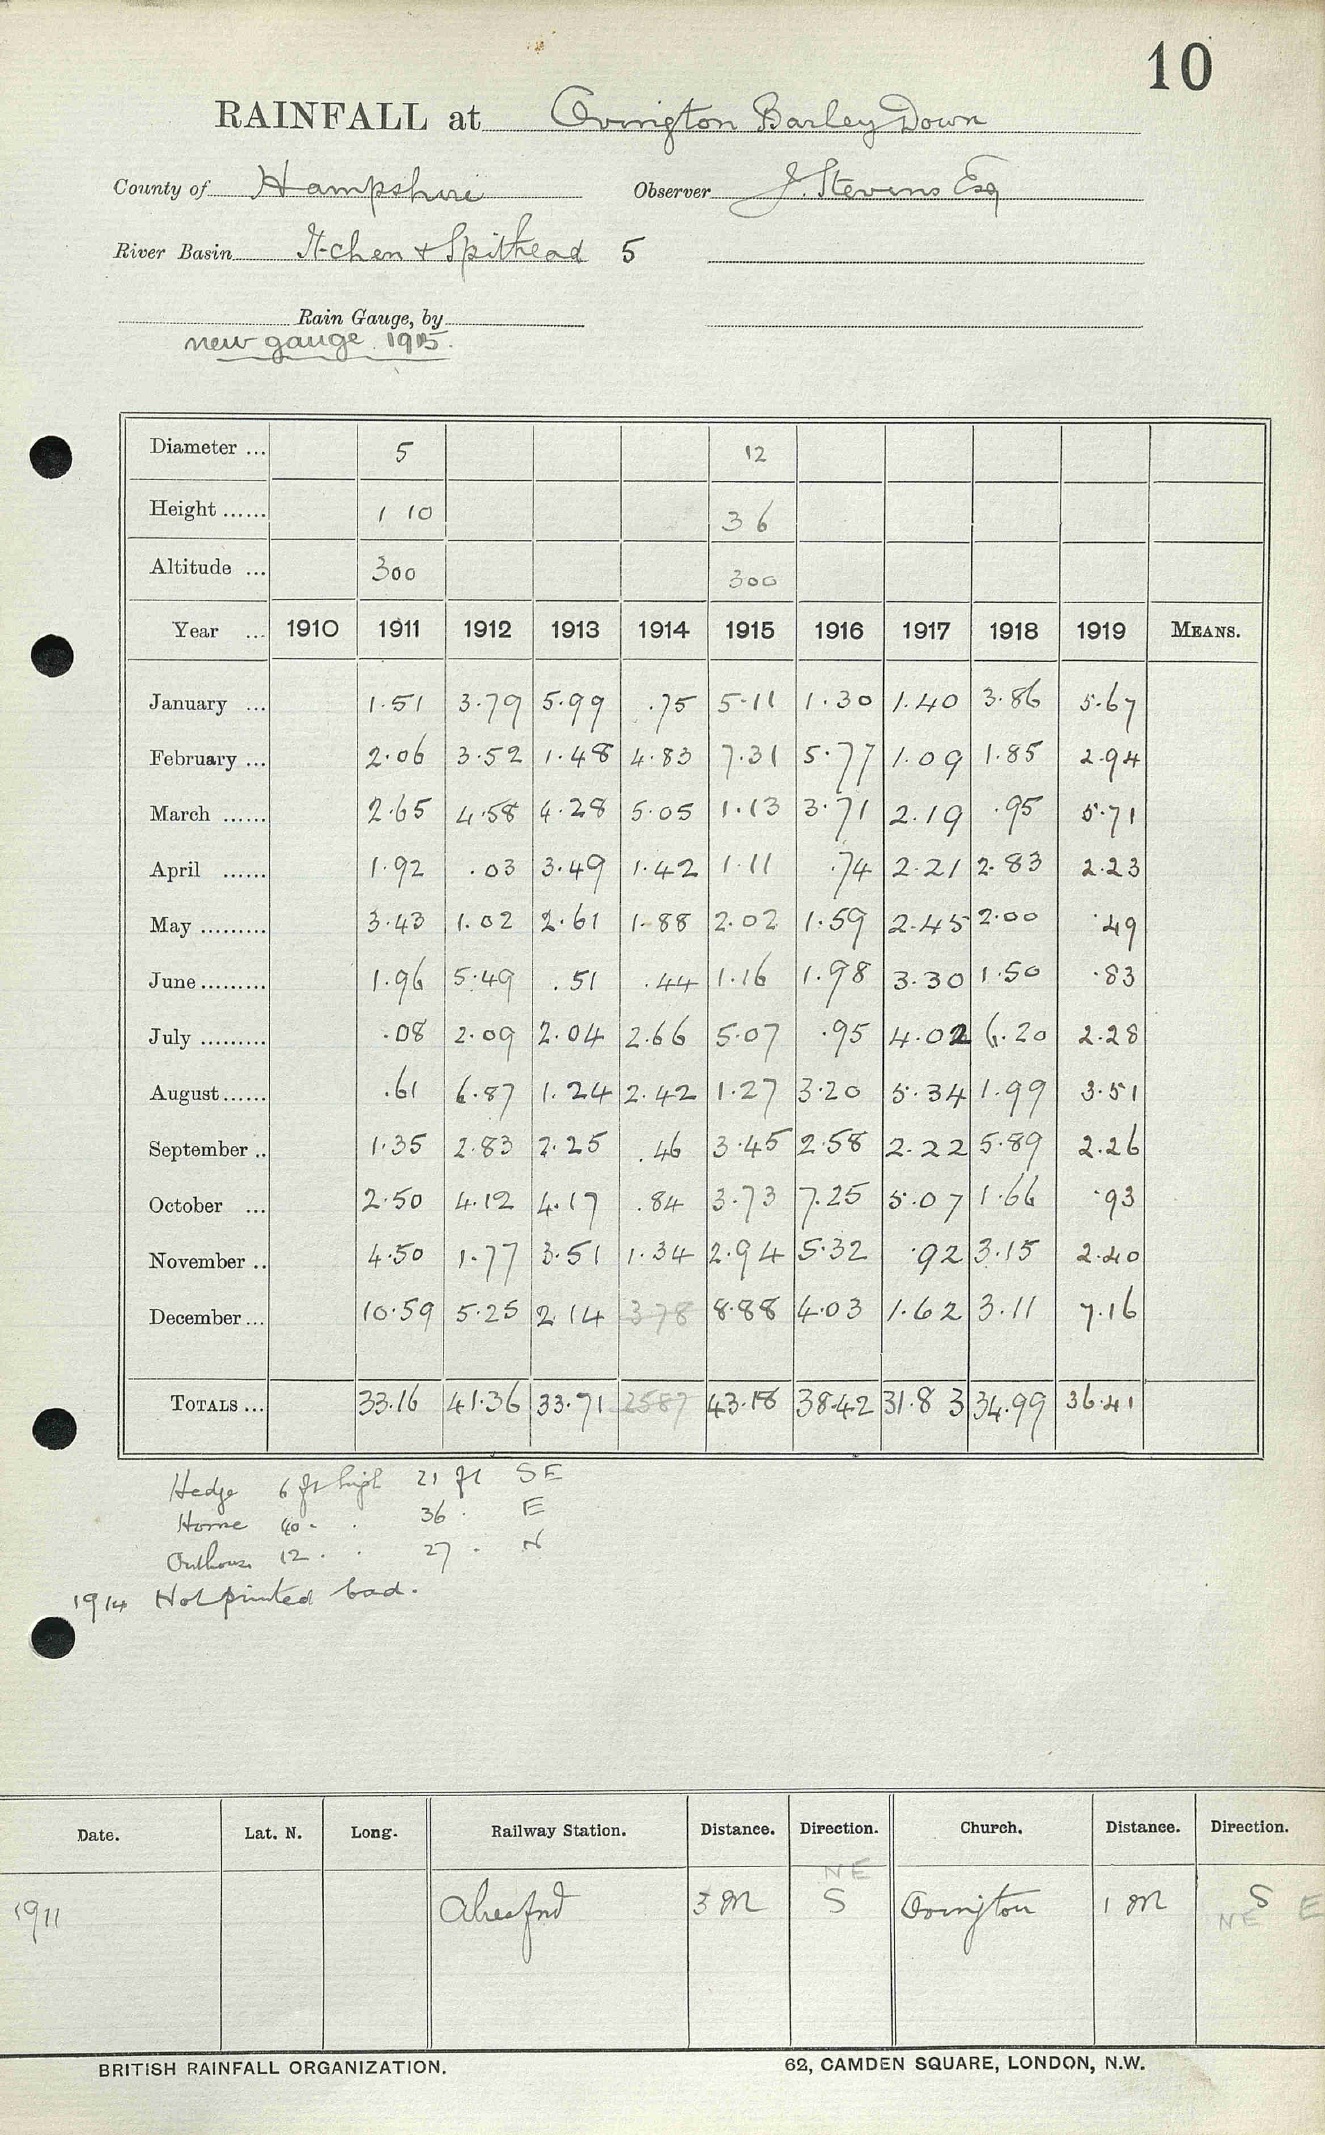 10
RAINFALL at Ovington Barley Down
County of Hampshire Observer J. Stevens Esq
River Basin Itchen & Spithead 5
Rain Gauge, by
new gauge 1915.
Diameter ... 5 12
Height ...... 1 10 3 6
Altitude ... 300 300
Year ... 1910 1911 1912 1913 1914 1915 1916 1917 1918 1919 MEANS.
January ... 1.51 3.79 5.99 .75 5.11 1.30 1.40 3.86 5.67
February ... 2.06 3.52 1.48 4.83 7.31 5.77 1.09 1.85 2.94
March ...... 2.65 4.58 4.28 5.05 1.13 3.71 2.19 .95 5.71
April ...... 1.92 .03 3.49 1.42 1.11 .74 2.21 2.83 2.23
May ......... 3.43 1.02 2.61 1.88 2.02 1.59 2.45 2.00 .49
June ......... 1.96 5.49 .51 .44 1.16 1.98 3.30 1.50 .83
July ......... .08 2.09 2.04 2.66 5.07 .95 4.02 6.20 2.28
August ...... .61 6.87 1.24 2.42 1.27 3.20 5.34 1.99 3.51
September .. 1.35 2.83 2.25 .46 3.45 2.58 2.22 5.89 2.26
October ... 2.50 4.12 4.17 .84 3.73 7.25 5.07 1.66 .93
November .. 4.50 1.77 3.51 1.34 2.94 5.32 .92 3.15 2.40
December ... 10.59 5.25 2.14 3.78 8.88 4.03 1.62 3.11 7.16
TOTALS ... 33.16 41.36 33.71 2587 43.18 38.42 31.83 34.99 36.41
Hedge 6 ft high 21 ft SE
House 40 . . 36 . E
Outhouse 12 . . 27 . N
1914 Not printed bad.
Date. Lat. N. Long. Railway Station. Distance. Direction. Church. Distance. Direction.
NE
1911 Alresford 3 M S Ovington 1 M S E
NE
BRITISH RAINFALL ORGANIZATION. 62, CAMDEN SQUARE, LONDON, N.W.